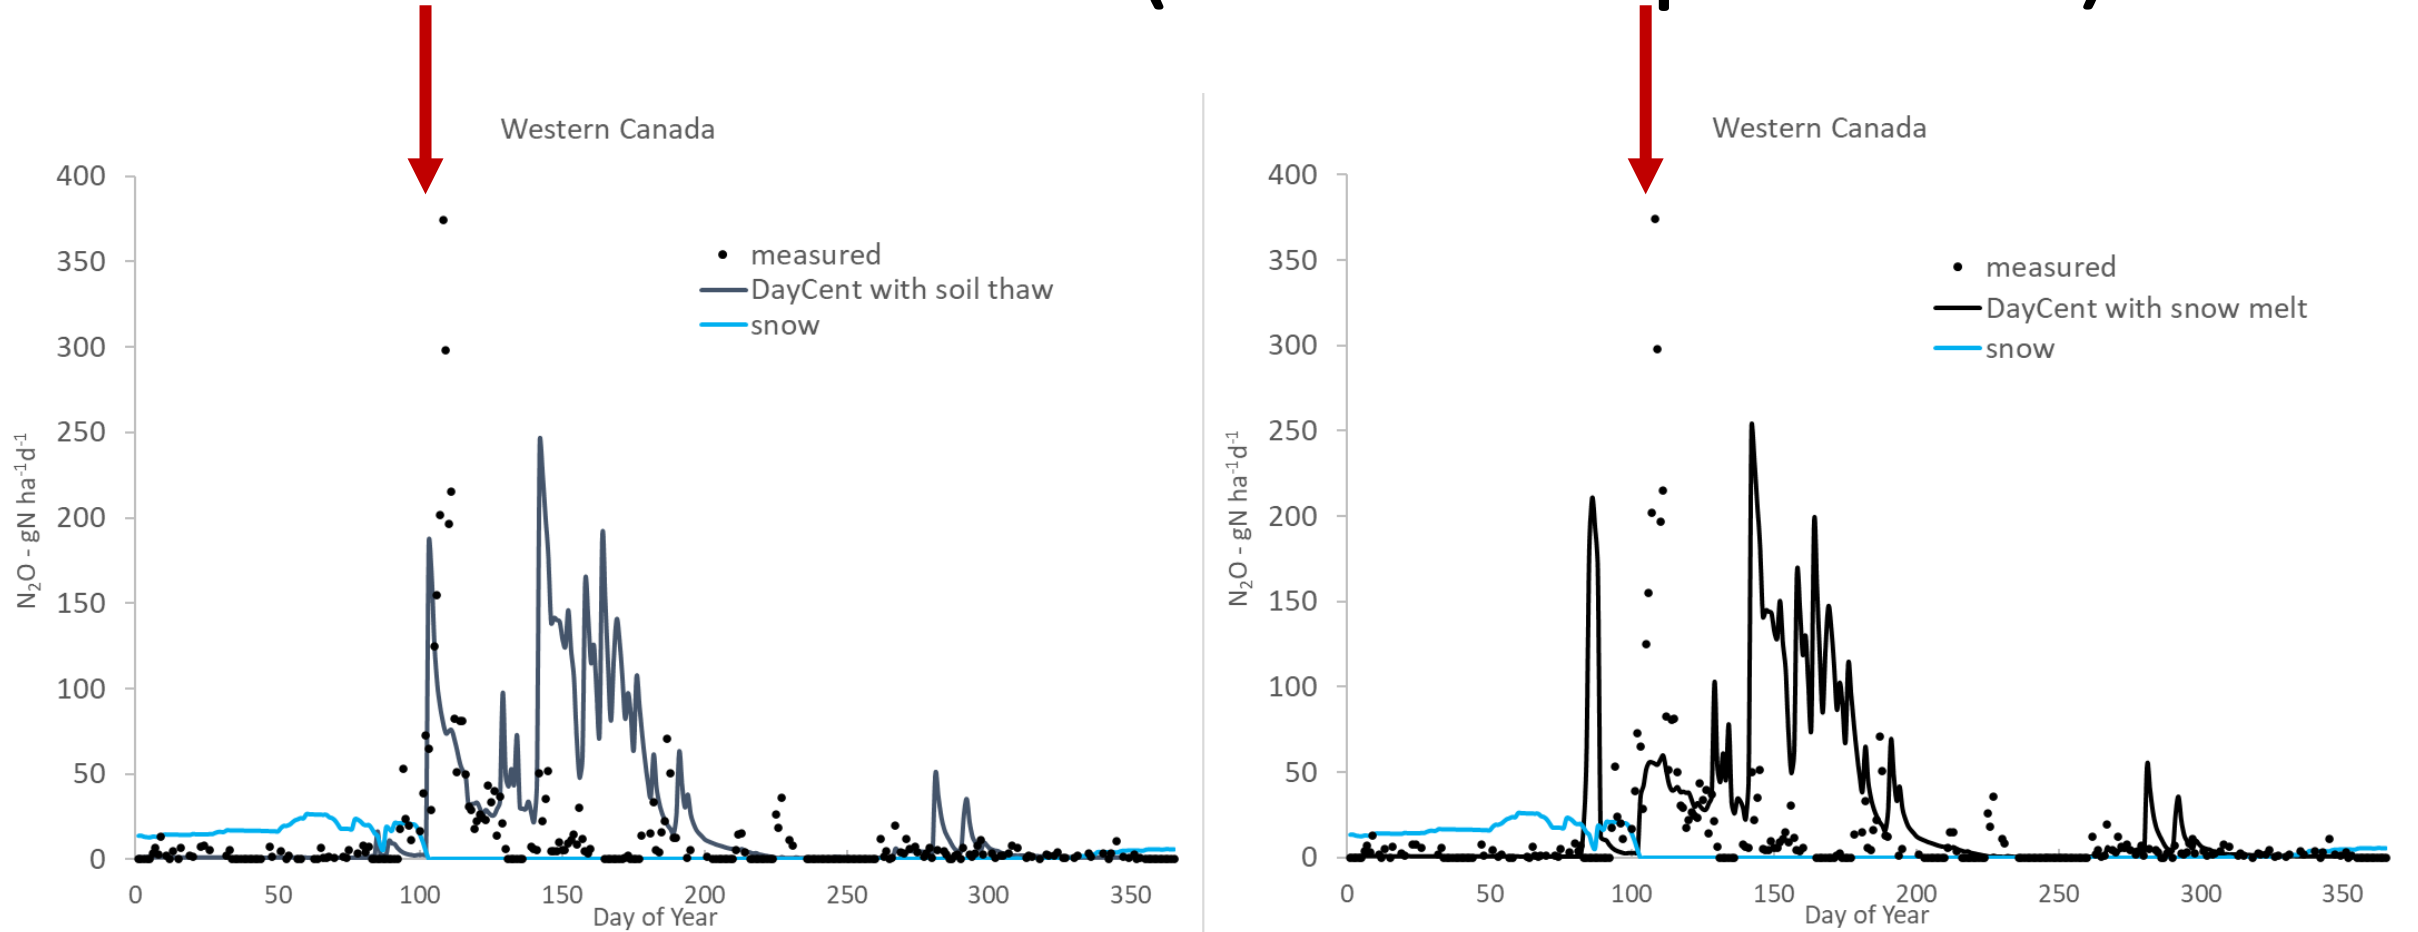 Western Canada
400
350
300
250
200
150
100
50
0
N2O - gN ha-1d-1
measured
DayCent with soil thaw
snow
0 50 100 150 200 250 300 350
Day of Year
Western Canada
400
350
300
250
200
150
100
50
0
N2O - gN ha-1d-1
measured
DayCent with snow melt
snow
0 50 100 150 200 250 300 350
Day of Year